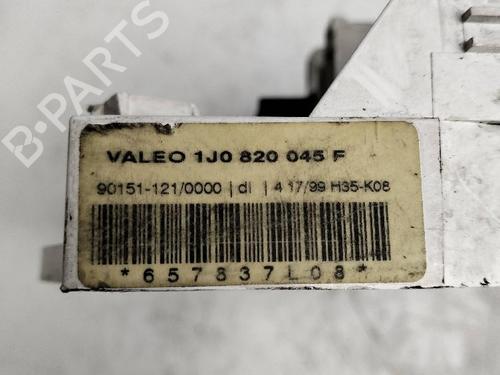 B-PARTS
VALEO 1J0 820 045 F
90151-121/0000 | dl | 4 17/99 H35-K08
*657837L08*